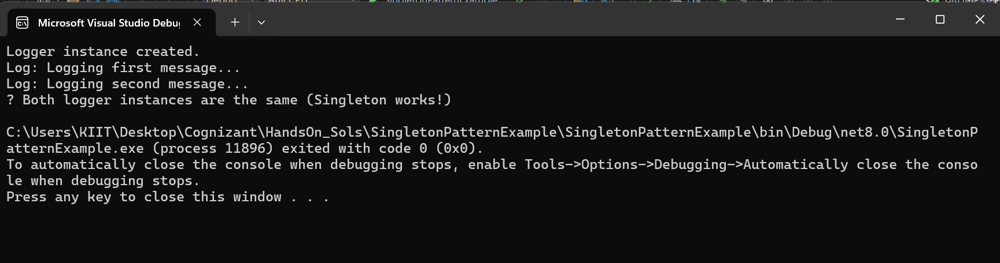 Microsoft Visual Studio Debug
Logger instance created.
Log: Logging first message...
Log: Logging second message...
? Both logger instances are the same (Singleton works!)
C:\Users\KIIT\Desktop\Cognizant\HandsOn_Sols\SingletonPatternExample\SingletonPatternExample\bin\Debug\net8.0\SingletonP
atternExample.exe (process 11896) exited with code 0 (0x0).
To automatically close the console when debugging stops, enable Tools->Options->Debugging->Automatically close the conso
le when debugging stops.
Press any key to close this window . . .